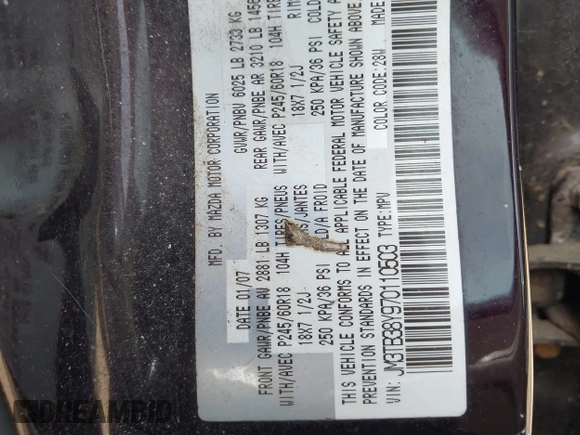 MFD. BY MAZDA MOTOR CORPORATION
DATE 01/07
GVWR/PNBV 6025 LB 2733 KG
FRONT GAWR/PNBE AV 2881 LB 1307 KG
REAR GAWR/PNBE AR 3210 LB 1456
WITH/AVEC P245/60R18 104H TIRES/PNEUS
WITH/AVEC P245/60R18 104H TIRE
18X7 1/2J JANTES
18X7 1/2J RIMS
250 KPA/36 PSI COLD/A FROID
250 KPA/36 PSI COLD
THIS VEHICLE CONFORMS TO ALL APPLICABLE FEDERAL MOTOR VEHICLE SAFETY A
PREVENTION STANDARDS IN EFFECT ON THE DATE OF MANUFACTURE SHOWN ABOVE.
VIN: JM3TB38Y970110503 TYPE:MPV COLOR CODE:28W
DREAMBID